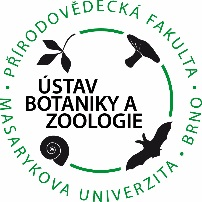 PŘÍRODOVĚDECKÁ FAKULTA
ÚSTAV
BOTANIKY A
ZOOLOGIE
MASARYKOVA UNIVERZITA • BRNO •